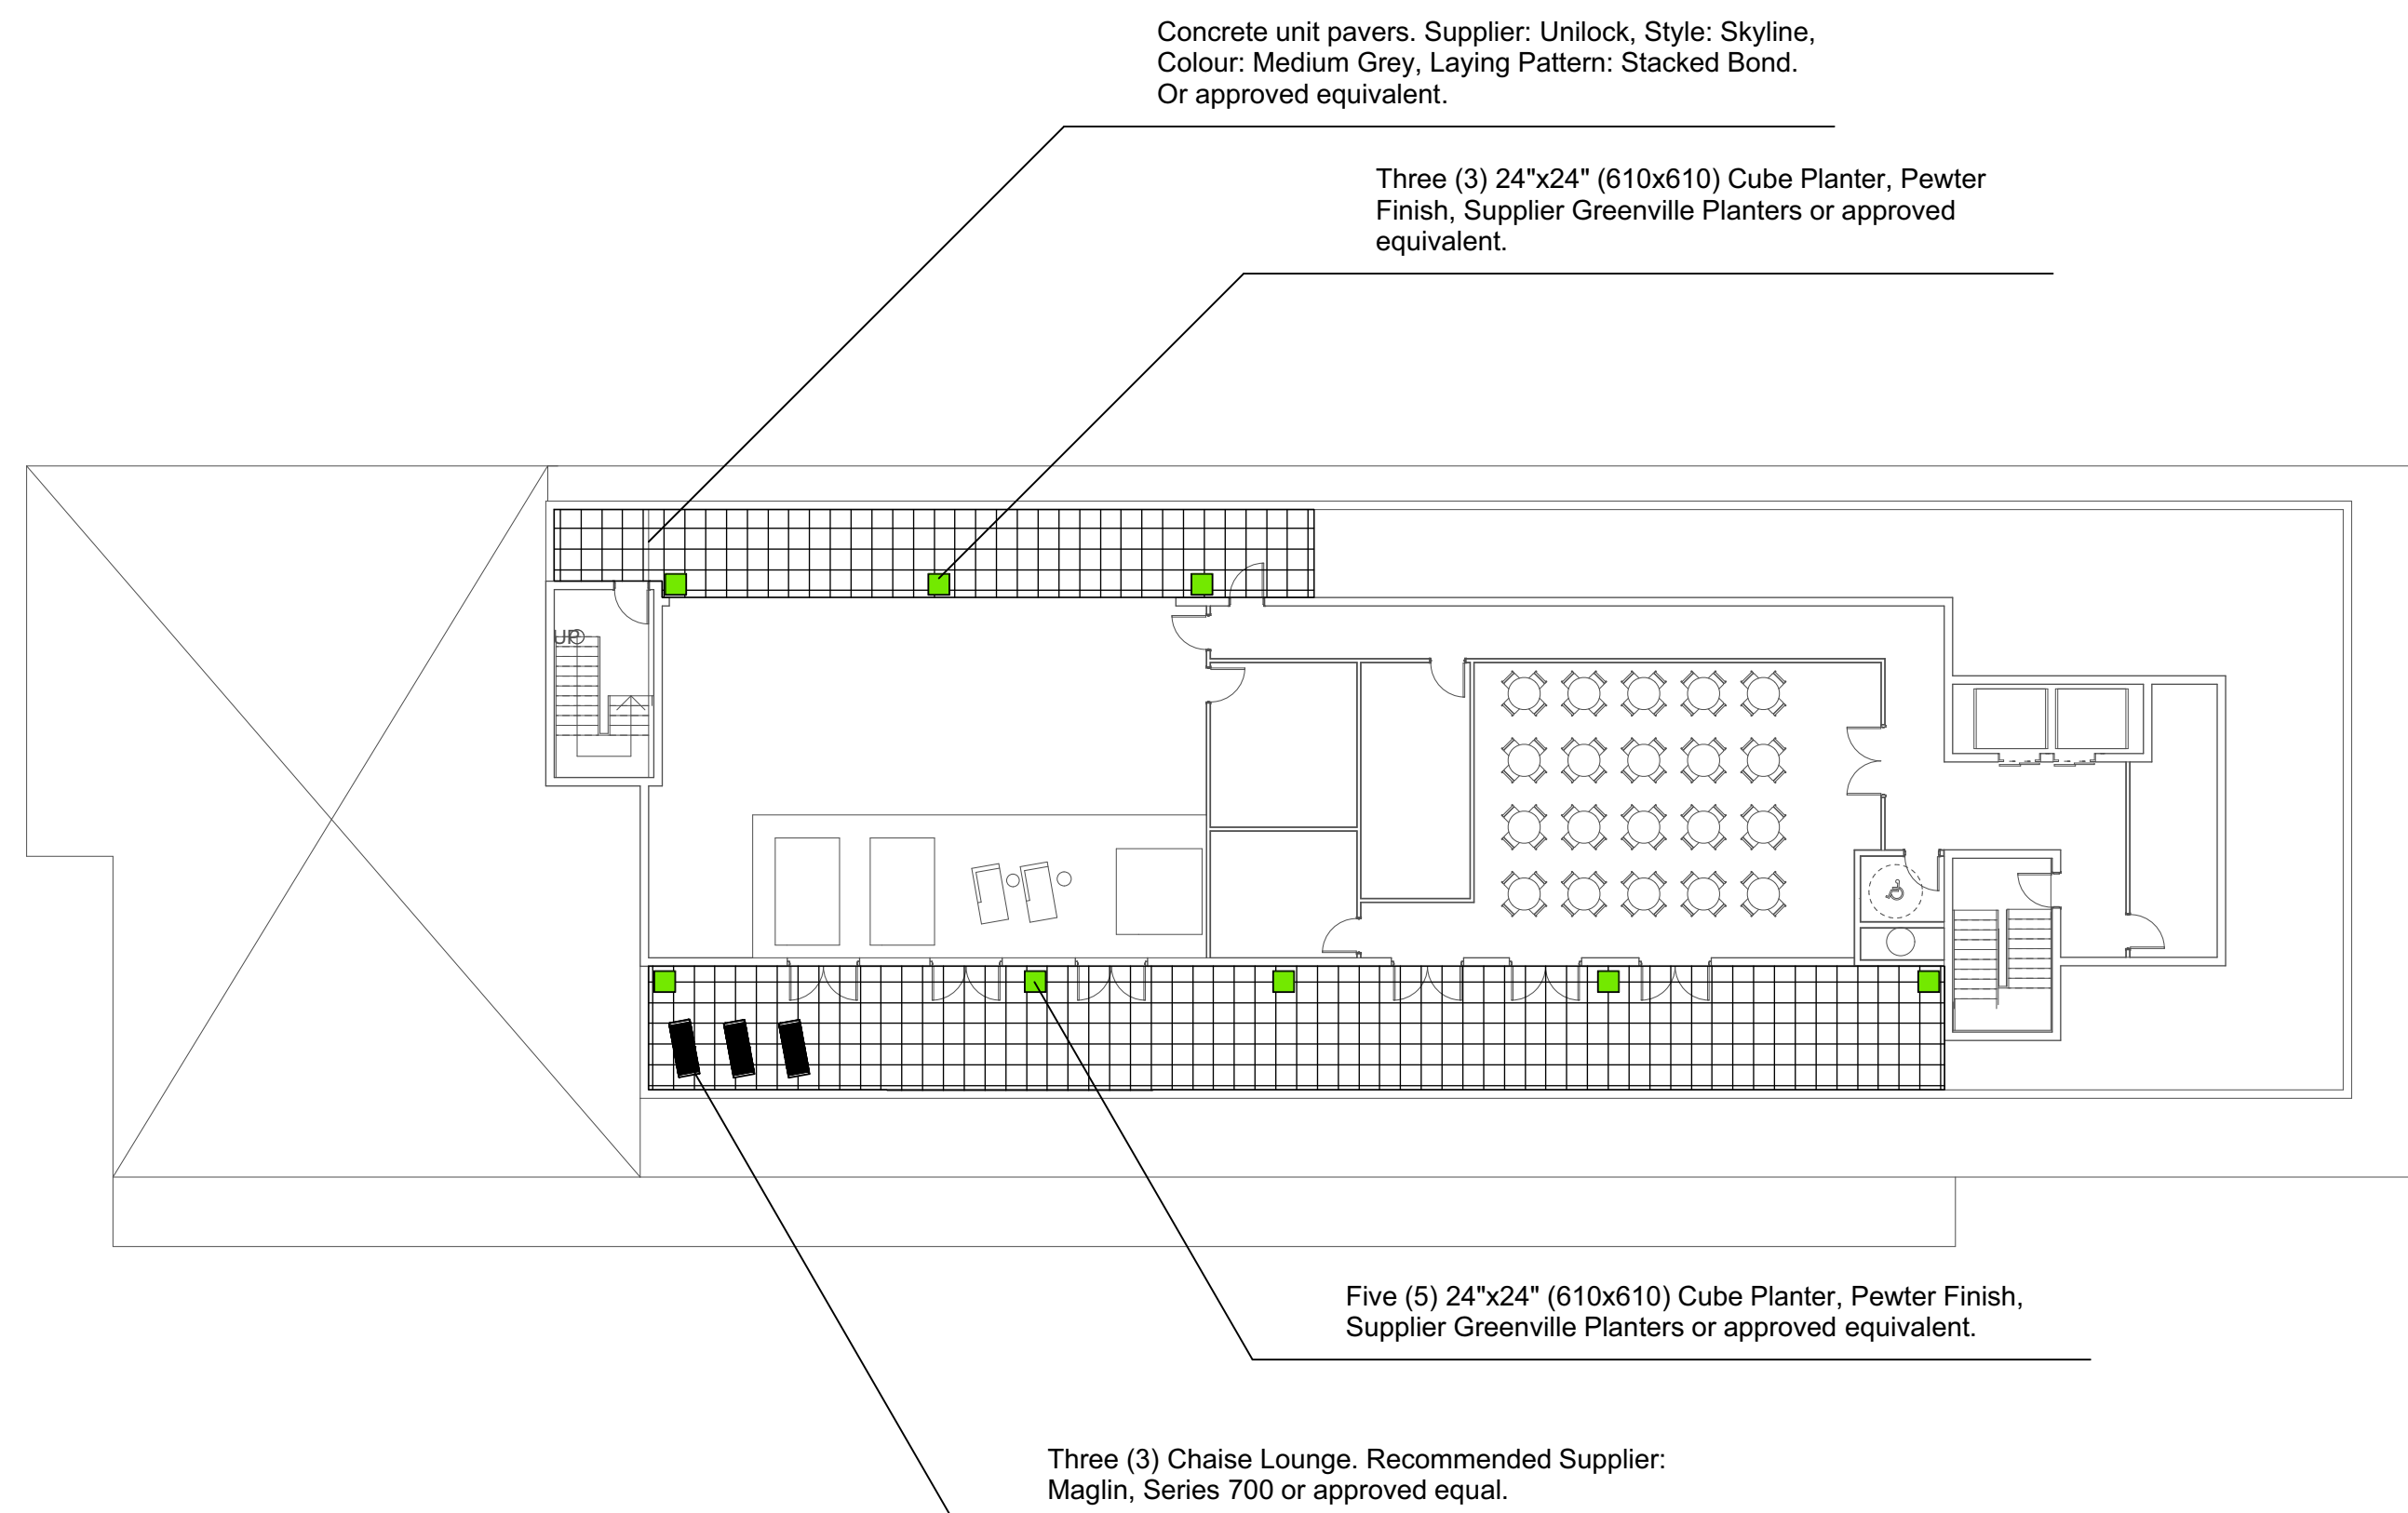 Concrete unit pavers. Supplier: Unilock, Style: Skyline,
Colour: Medium Grey, Laying Pattern: Stacked Bond.
Or approved equivalent.
Three (3) 24"x24" (610x610) Cube Planter, Pewter
Finish, Supplier Greenville Planters or approved
equivalent.
UP
Five (5) 24"x24" (610x610) Cube Planter, Pewter Finish,
Supplier Greenville Planters or approved equivalent.
Three (3) Chaise Lounge. Recommended Supplier:
Maglin, Series 700 or approved equal.